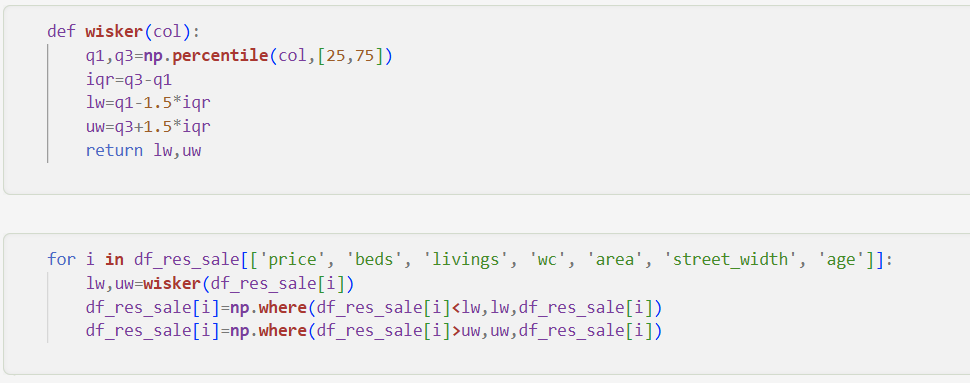 def wisker(col):
    q1,q3=np.percentile(col,[25,75])
    iqr=q3-q1
    lw=q1-1.5*iqr
    uw=q3+1.5*iqr
    return lw,uw
for i in df_res_sale[['price', 'beds', 'livings', 'wc', 'area', 'street_width', 'age']]:
    lw,uw=wisker(df_res_sale[i])
    df_res_sale[i]=np.where(df_res_sale[i]<lw,lw,df_res_sale[i])
    df_res_sale[i]=np.where(df_res_sale[i]>uw,uw,df_res_sale[i])